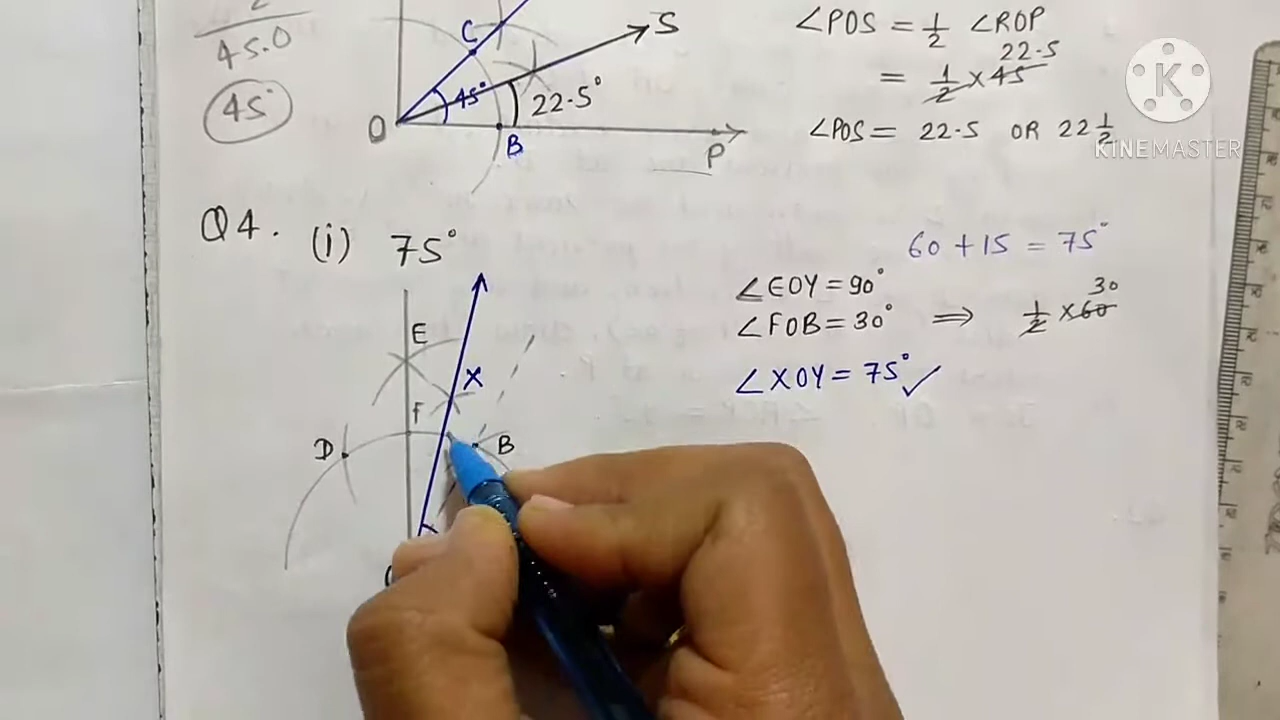 45.0
45°
C
S
45°
22.5°
O
B
P
∠POS = 1/2 ∠ROP
22.5
= 1/2 × 45
∠POS = 22.5 OR 22 1/2
K
KINEMASTER
Q4. (i) 75°
60 + 15 = 75°
∠EOY = 90°
30
∠FOB = 30° ⇒ 1/2 × 60
∠XOY = 75° ✓
E
X
F
D
B